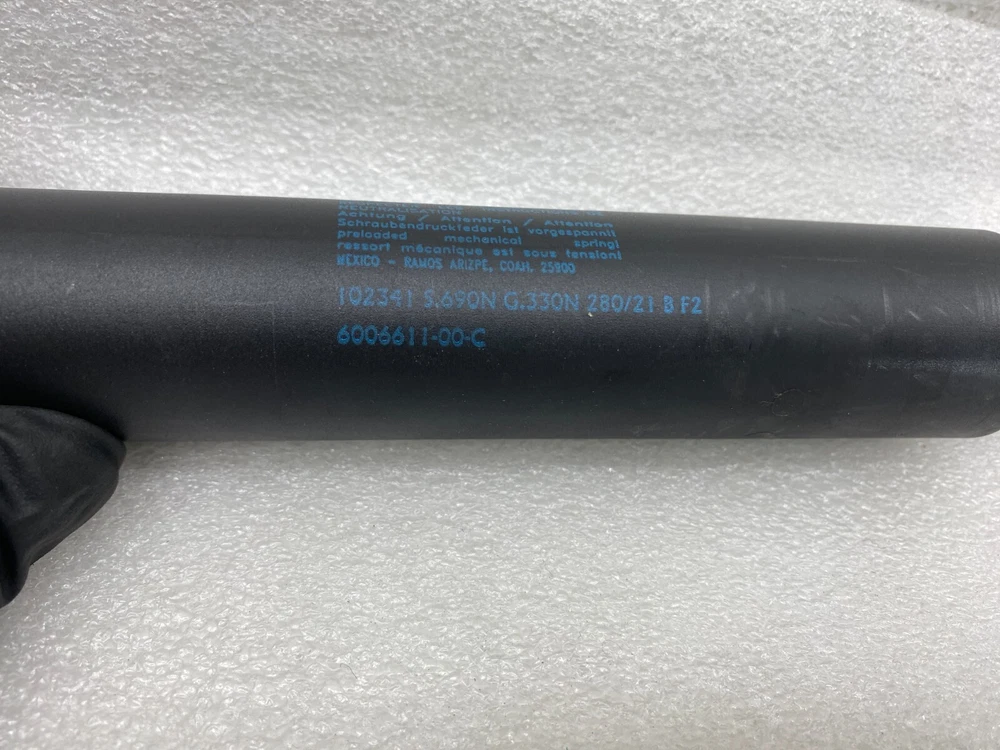 Achtung / Attention / Attention
Schraubendruckfeder ist vorgespannt
preloaded mechanical spring!
ressort mécanique est sous tension!
MEXICO - RAMOS ARIZPE, COAH. 25900
102341 S.690N G.330N 280/21 B F2
6006611-00-C